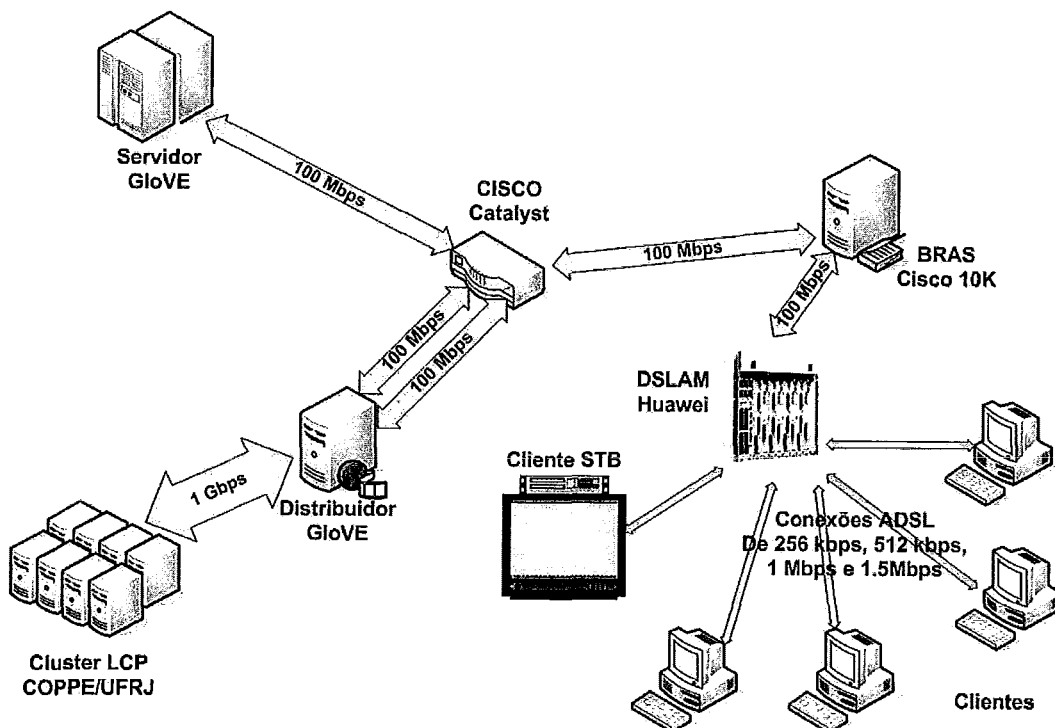 Servidor
GloVE
100 Mbps
CISCO
Catalyst
100 Mbps
BRAS
Cisco 10K
100 Mbps
100 Mbps
100 Mbps
DSLAM
Huawei
1 Gbps
Distribuidor
GloVE
Cliente STB
Conexões ADSL
De 256 kbps, 512 kbps,
1 Mbps e 1.5Mbps
Cluster LCP
COPPE/UFRJ
Clientes